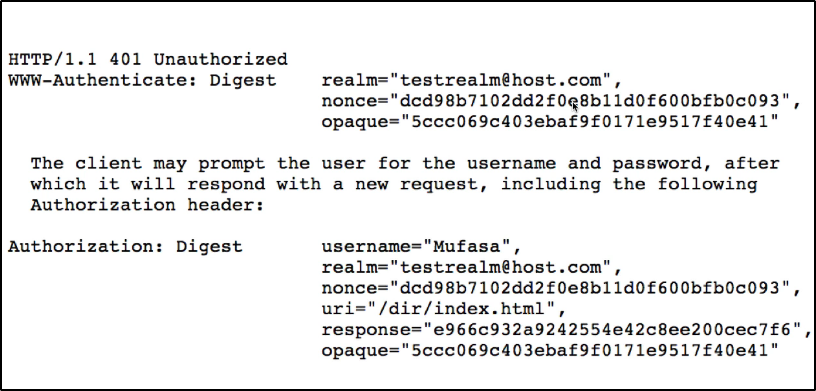 HTTP/1.1 401 Unauthorized
WWW-Authenticate: Digest realm="testrealm@host.com",
nonce="dcd98b7102dd2f0e8b11d0f600bfb0c093",
opaque="5ccc069c403ebaf9f0171e9517f40e41"
The client may prompt the user for the username and password, after
which it will respond with a new request, including the following
Authorization header:
Authorization: Digest username="Mufasa",
realm="testrealm@host.com",
nonce="dcd98b7102dd2f0e8b11d0f600bfb0c093",
uri="/dir/index.html",
response="e966c932a9242554e42c8ee200cec7f6",
opaque="5ccc069c403ebaf9f0171e9517f40e41"